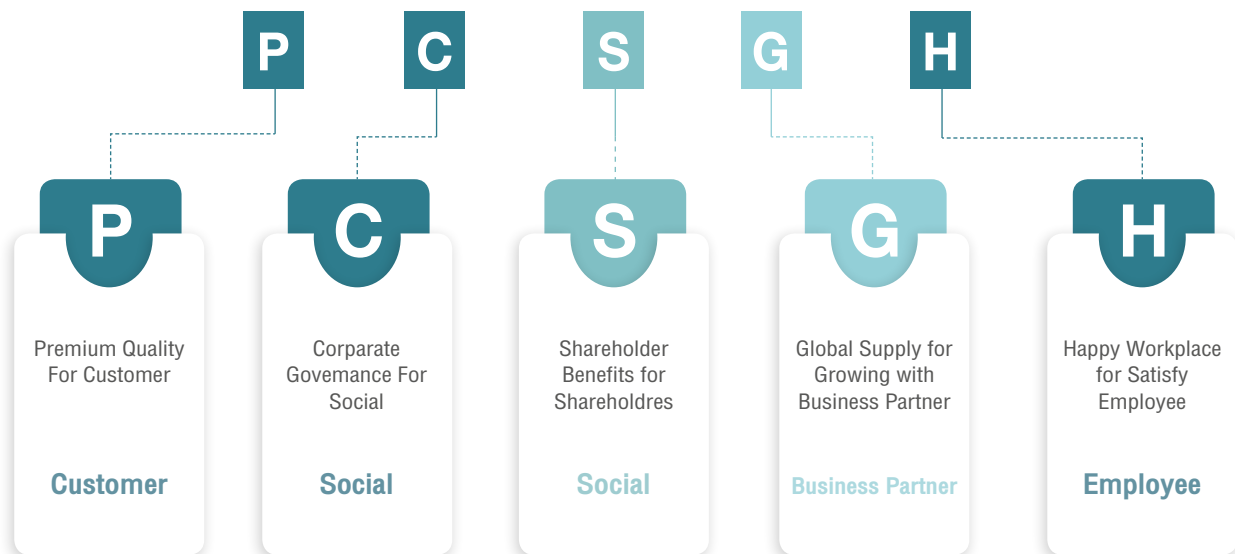 P
C
S
G
H
P
C
S
G
H
Premium Quality
For Customer
Customer
Corparate
Govemance For
Social
Social
Shareholder
Benefits for
Shareholdres
Social
Global Supply for
Growing with
Business Partner
Business Partner
Happy Workplace
for Satisfy
Employee
Employee